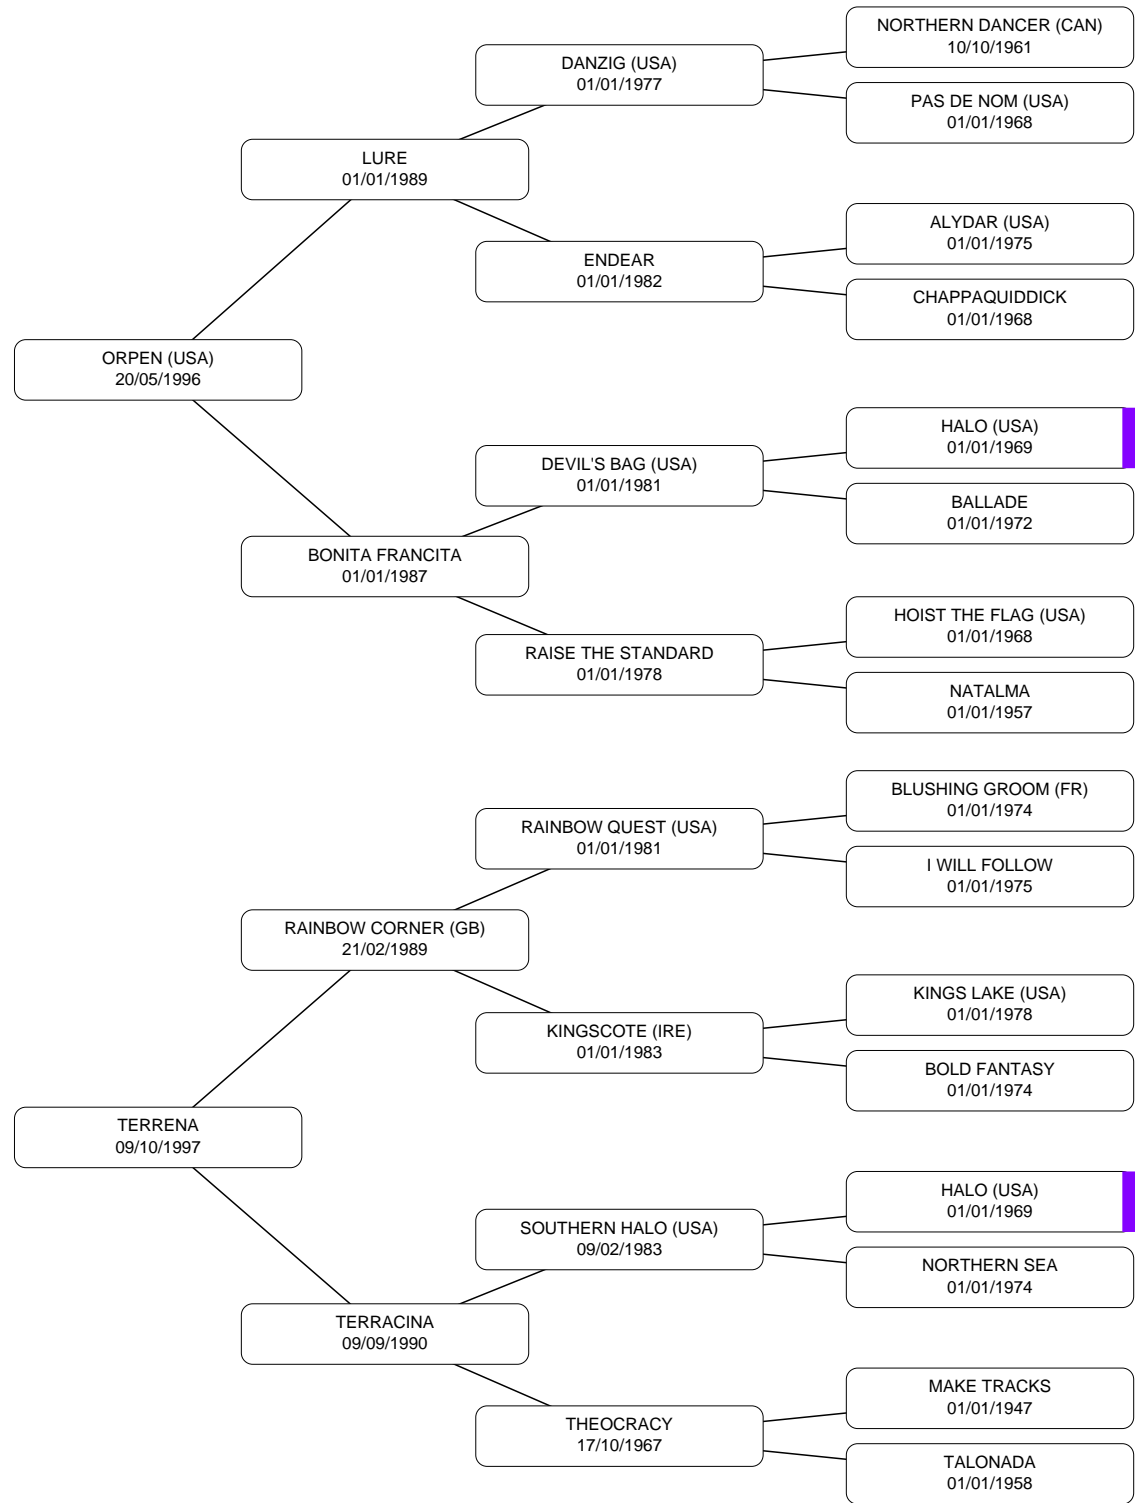 NORTHERN DANCER (CAN)
10/10/1961
DANZIG (USA)
01/01/1977
PAS DE NOM (USA)
01/01/1968
LURE
01/01/1989
ALYDAR (USA)
01/01/1975
ENDEAR
01/01/1982
CHAPPAQUIDDICK
01/01/1968
ORPEN (USA)
20/05/1996
HALO (USA)
01/01/1969
DEVIL'S BAG (USA)
01/01/1981
BALLADE
01/01/1972
BONITA FRANCITA
01/01/1987
HOIST THE FLAG (USA)
01/01/1968
RAISE THE STANDARD
01/01/1978
NATALMA
01/01/1957
BLUSHING GROOM (FR)
01/01/1974
RAINBOW QUEST (USA)
01/01/1981
I WILL FOLLOW
01/01/1975
RAINBOW CORNER (GB)
21/02/1989
KINGS LAKE (USA)
01/01/1978
KINGSCOTE (IRE)
01/01/1983
BOLD FANTASY
01/01/1974
TERRENA
09/10/1997
HALO (USA)
01/01/1969
SOUTHERN HALO (USA)
09/02/1983
NORTHERN SEA
01/01/1974
TERRACINA
09/09/1990
MAKE TRACKS
01/01/1947
THEOCRACY
17/10/1967
TALONADA
01/01/1958